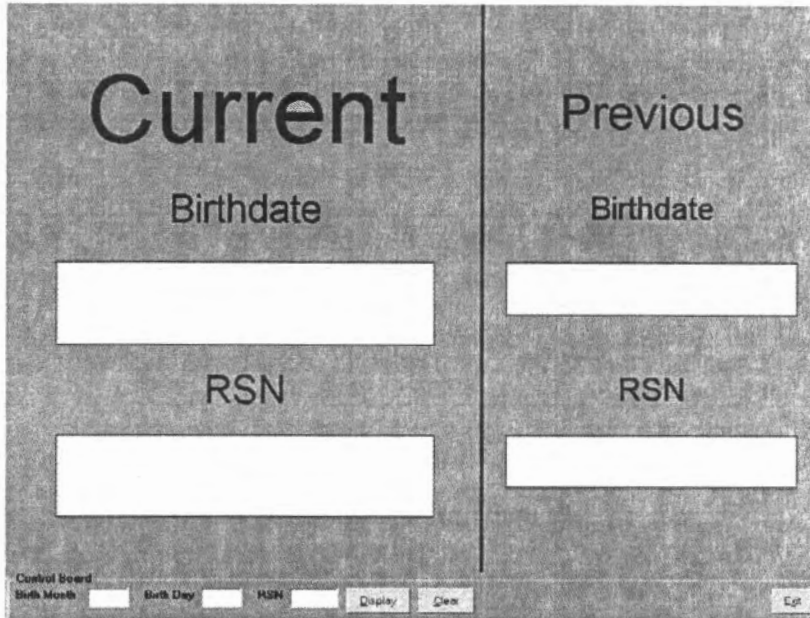 Current
Birthdate
RSN
Previous
Birthdate
RSN
Control Board
Birth Month Birth Day RSN Display Clear Exit